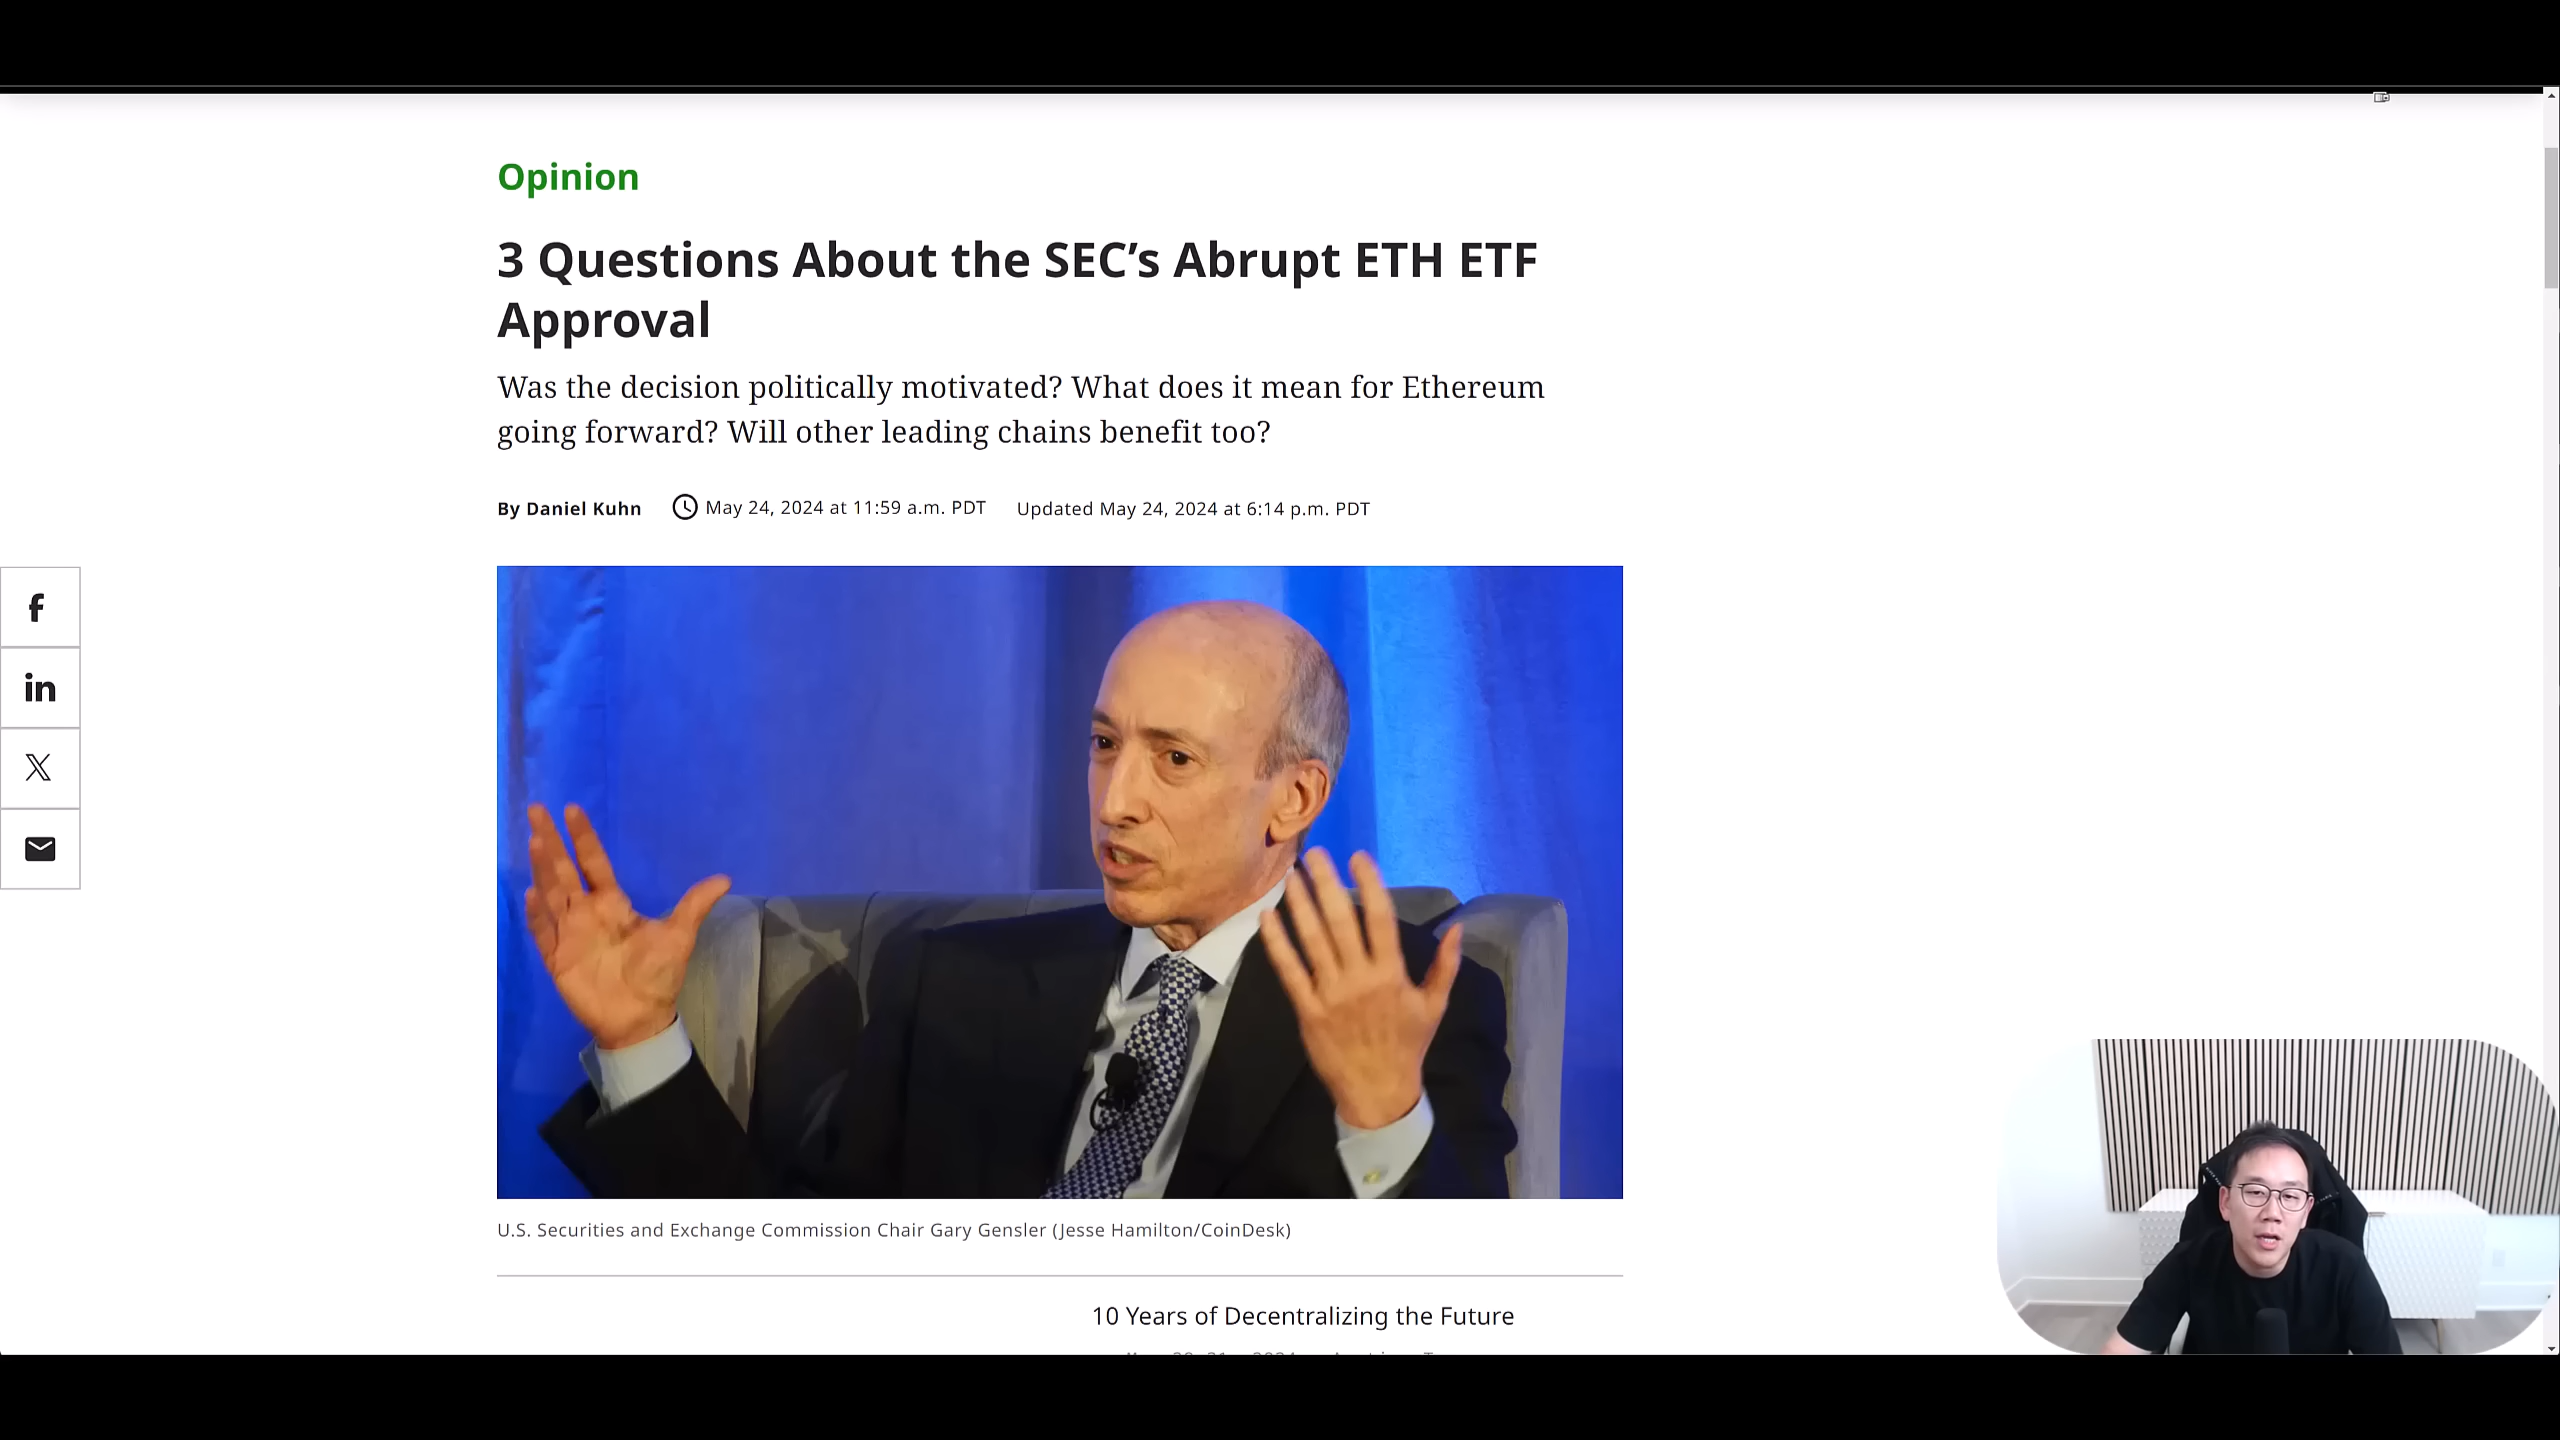 Opinion
3 Questions About the SEC’s Abrupt ETH ETF
Approval
Was the decision politically motivated? What does it mean for Ethereum
going forward? Will other leading chains benefit too?
By Daniel Kuhn May 24, 2024 at 11:59 a.m. PDT Updated May 24, 2024 at 6:14 p.m. PDT
U.S. Securities and Exchange Commission Chair Gary Gensler (Jesse Hamilton/CoinDesk)
10 Years of Decentralizing the Future